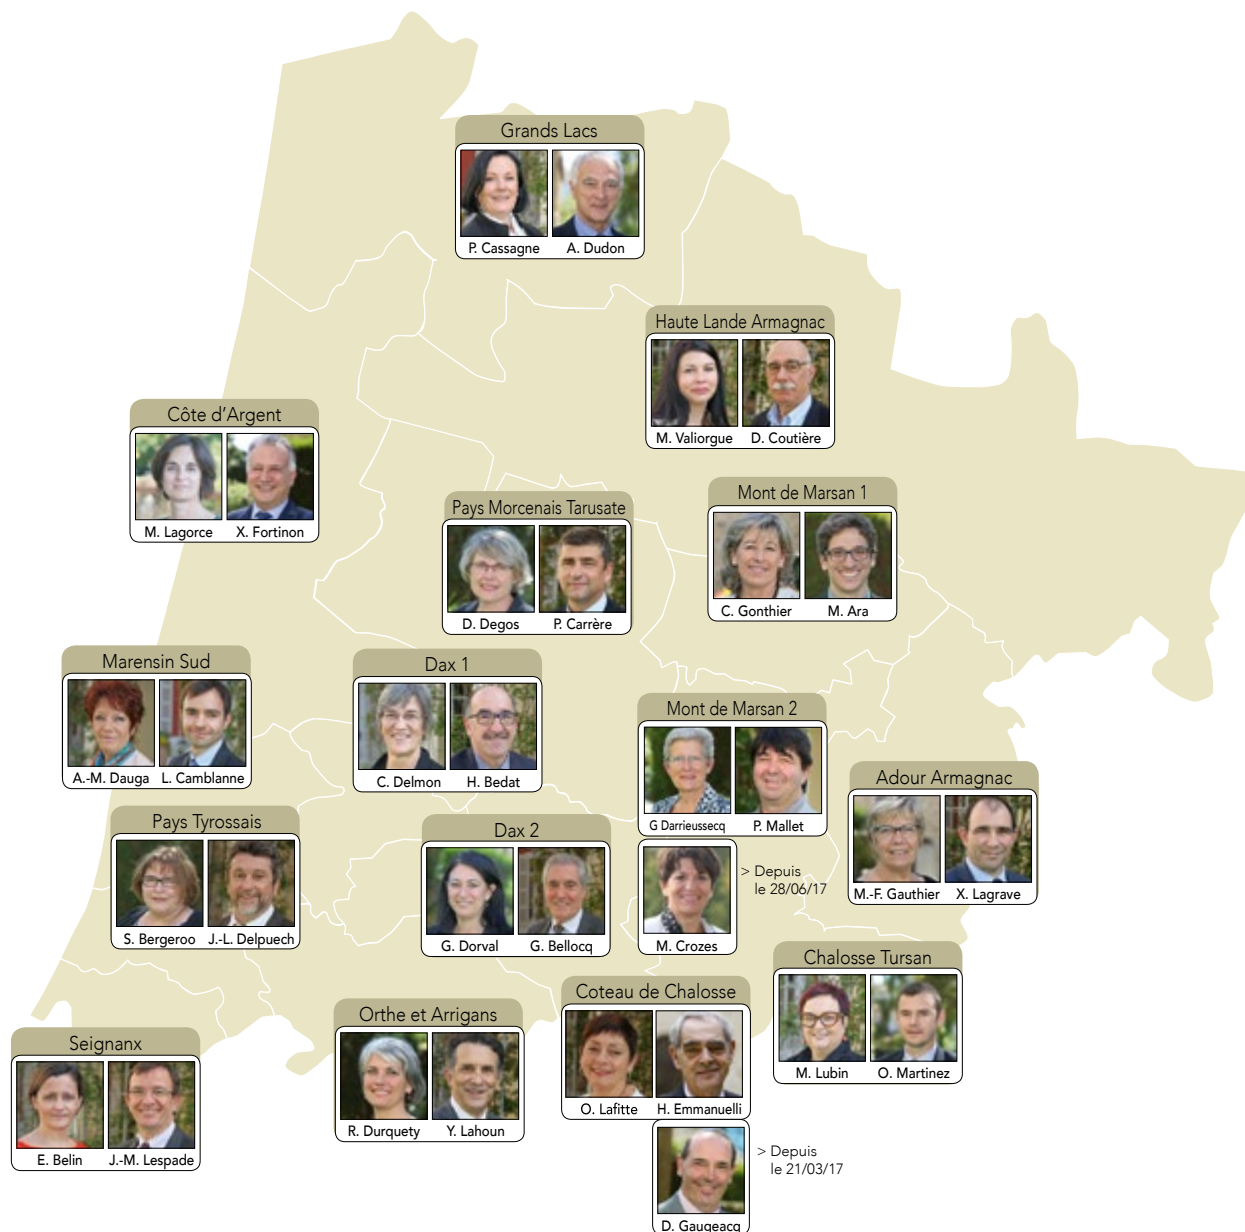 Grands Lacs
P. Cassagne
A. Dudon
Haute Lande Armagnac
M. Valiorgue
D. Coutière
Côte d'Argent
M. Lagorce
X. Fortinon
Mont de Marsan 1
C. Gonthier
M. Ara
Pays Morcenais Tarusate
D. Degos
P. Carrère
Marensin Sud
A.-M. Dauga
L. Camblanne
Dax 1
C. Delmon
H. Bedat
Mont de Marsan 2
G Darrieussecq
P. Mallet
M. Crozes
> Depuis
le 28/06/17
Adour Armagnac
M.-F. Gauthier
X. Lagrave
Pays Tyrossais
S. Bergeroo
J.-L. Delpuech
Dax 2
G. Dorval
G. Bellocq
Chalosse Tursan
M. Lubin
O. Martinez
Coteau de Chalosse
O. Lafitte
H. Emmanuelli
D. Gaugeacq
> Depuis
le 21/03/17
Orthe et Arrigans
R. Durquety
Y. Lahoun
Seignanx
E. Belin
J.-M. Lespade